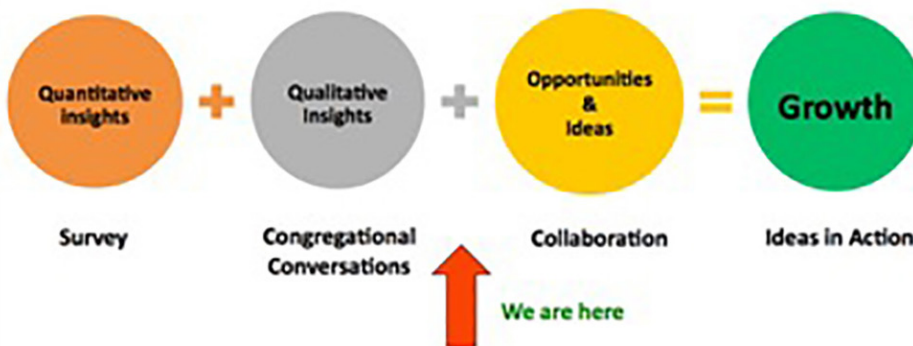 Quantitative
Insights
+
Qualitative
Insights
+
Opportunities
&
Ideas
=
Growth
Survey
Congregational
Conversations
Collaboration
Ideas in Action
We are here